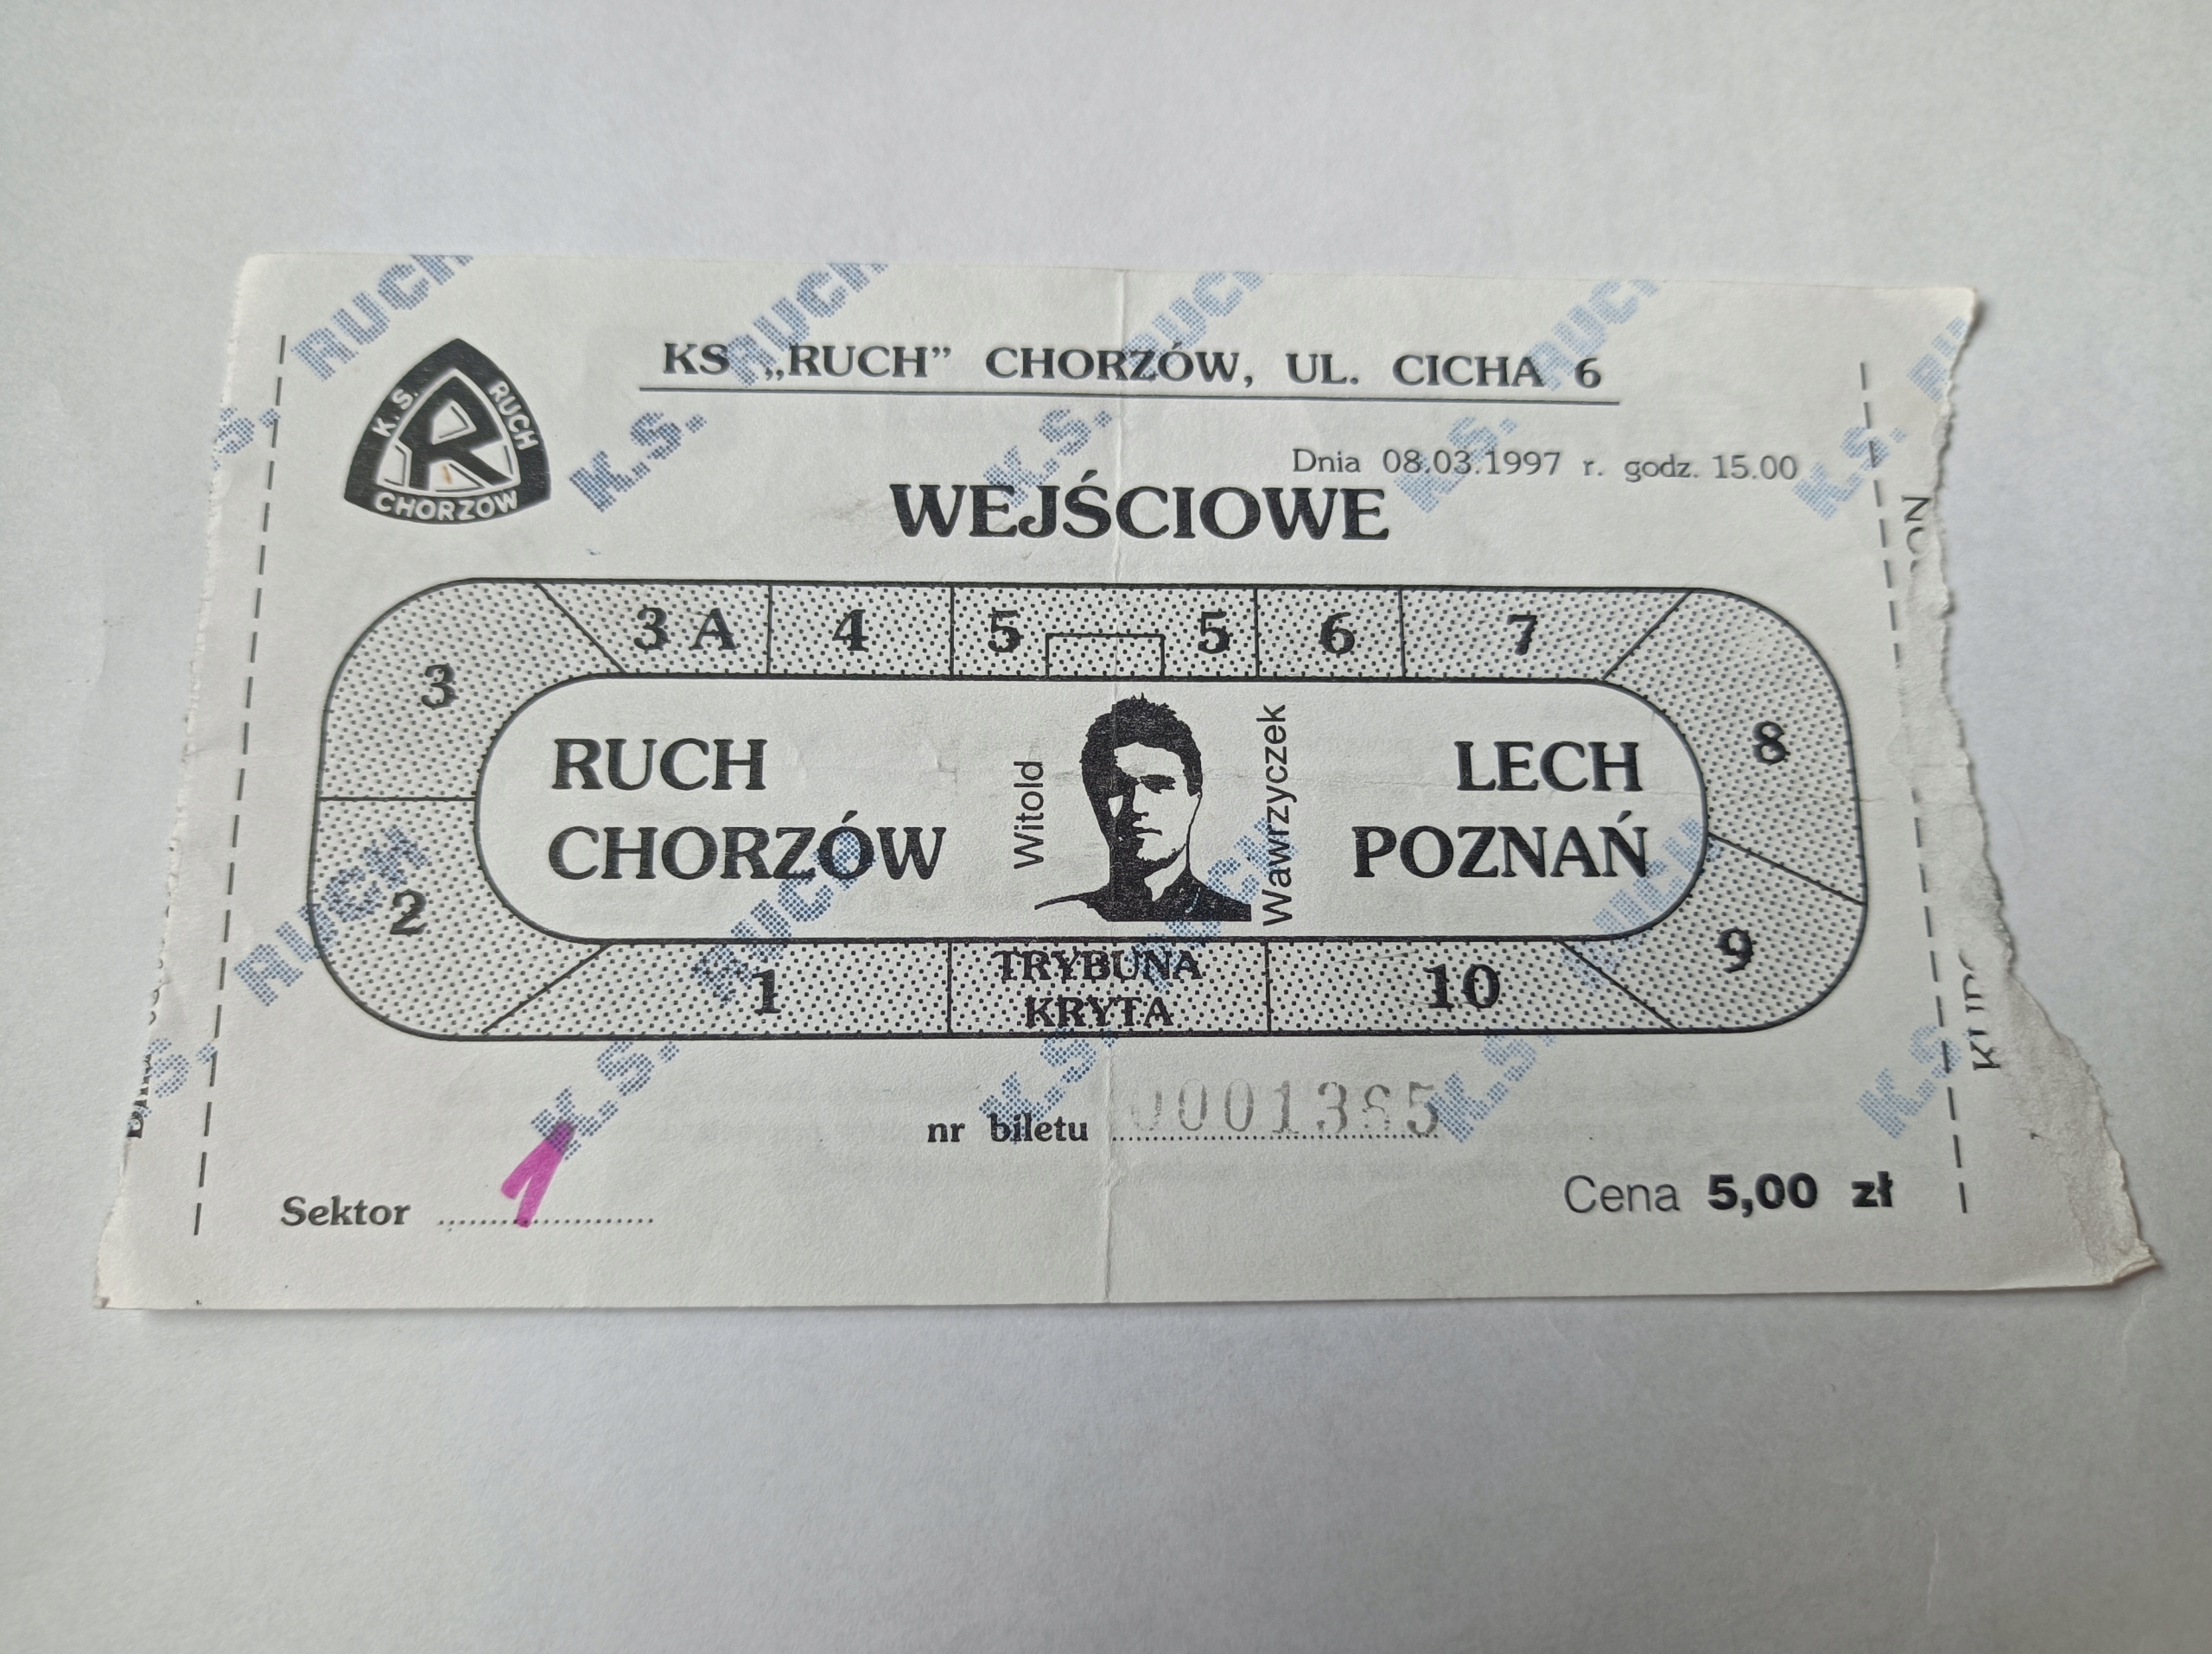 K.S. RUCH
CHORZÓW
KS „RUCH” CHORZÓW, UL. CICHA 6
Dnia 08.03.1997 r. godz. 15.00
WEJŚCIOWE
3 3 A 4 5 5 6 7 8
RUCH CHORZÓW
Witold Wawrzyczek
LECH POZNAŃ
2 1 TRYBUNA KRYTA 10 9
nr biletu
Sektor 1
Cena 5,00 zł
K.S. RUCH